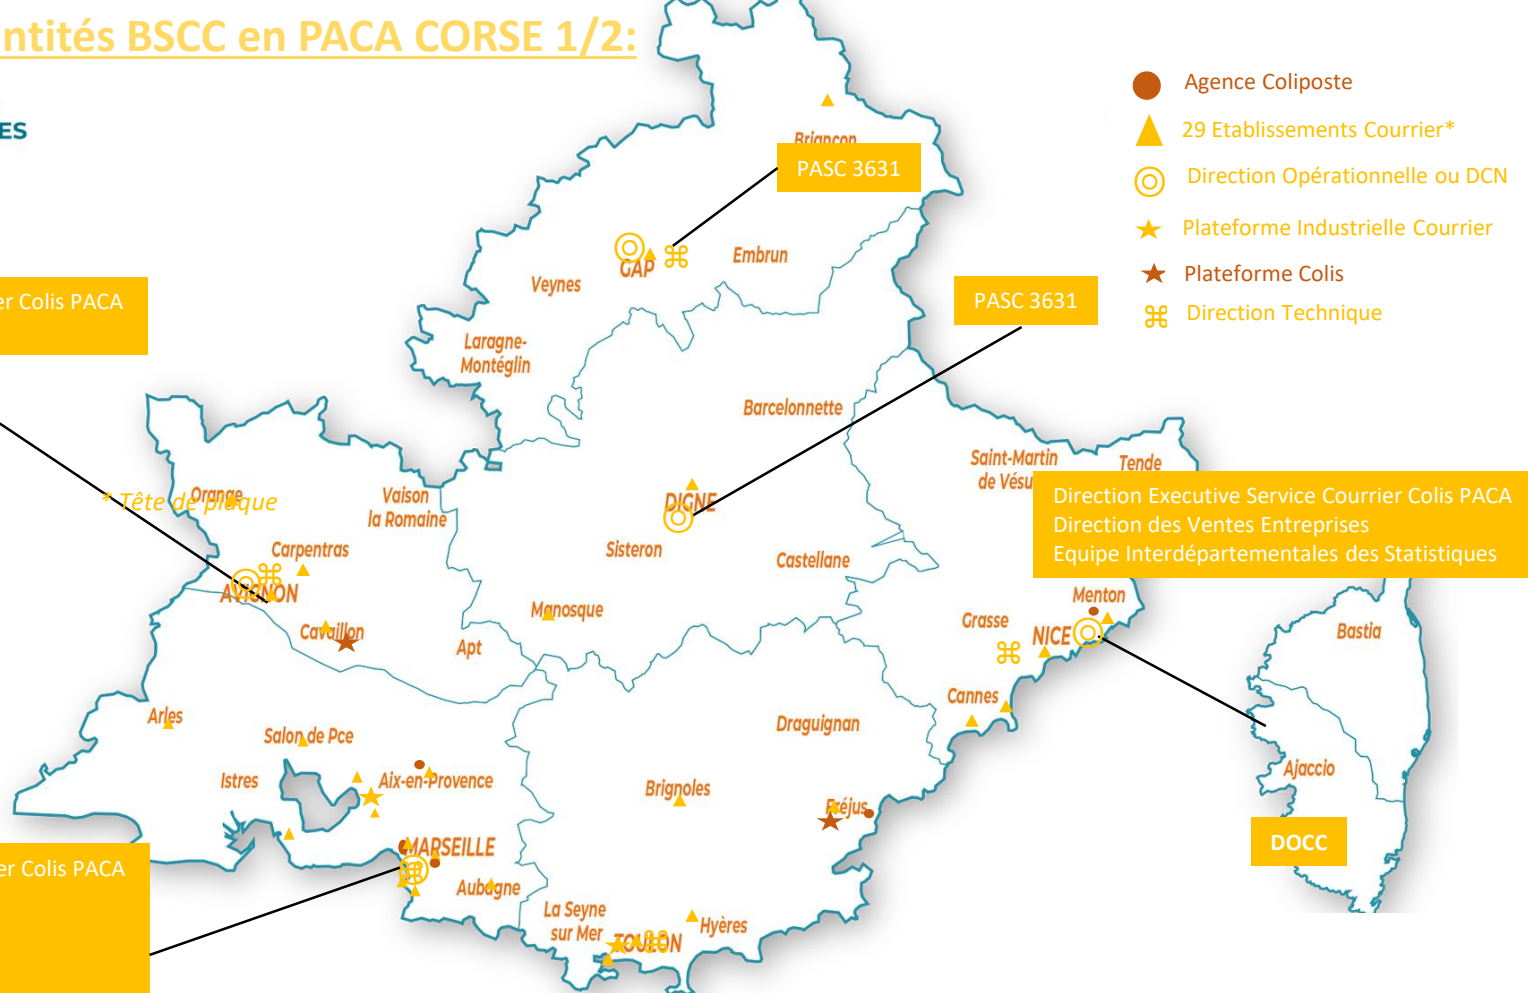 ntités BSCC en PACA CORSE 1/2:
ES
Agence Coliposte
29 Etablissements Courrier*
Direction Opérationnelle ou DCN
Plateforme Industrielle Courrier
Plateforme Colis
Direction Technique
Briançon
PASC 3631
GAP
Embrun
Veynes
er Colis PACA
PASC 3631
Laragne-
Montéglin
Barcelonnette
Saint-Martin
de Vésu
Tende
Orange
* Tête de plaque
Vaison
la Romaine
DIGNE
Direction Executive Service Courrier Colis PACA
Direction des Ventes Entreprises
Equipe Interdépartementales des Statistiques
Carpentras
Sisteron
Castellane
AVIGNON
Menton
Manosque
Grasse
NICE
Bastia
Cavaillon
Apt
Cannes
Arles
Salon de Pce
Draguignan
Istres
Aix-en-Provence
Brignoles
Fréjus
Ajaccio
MARSEILLE
DOCC
er Colis PACA
Aubagne
La Seyne
sur Mer
TOULON
Hyères